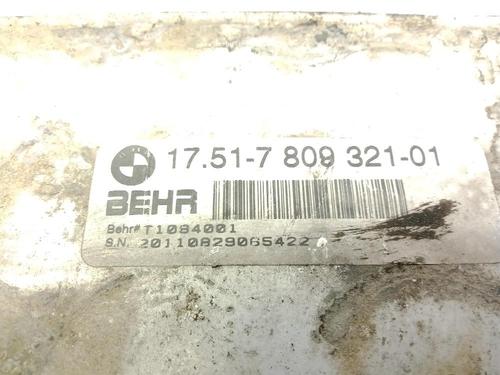 17.51-7 809 321-01
BEHR
Behr# T1084001
S.N. 20110829065422